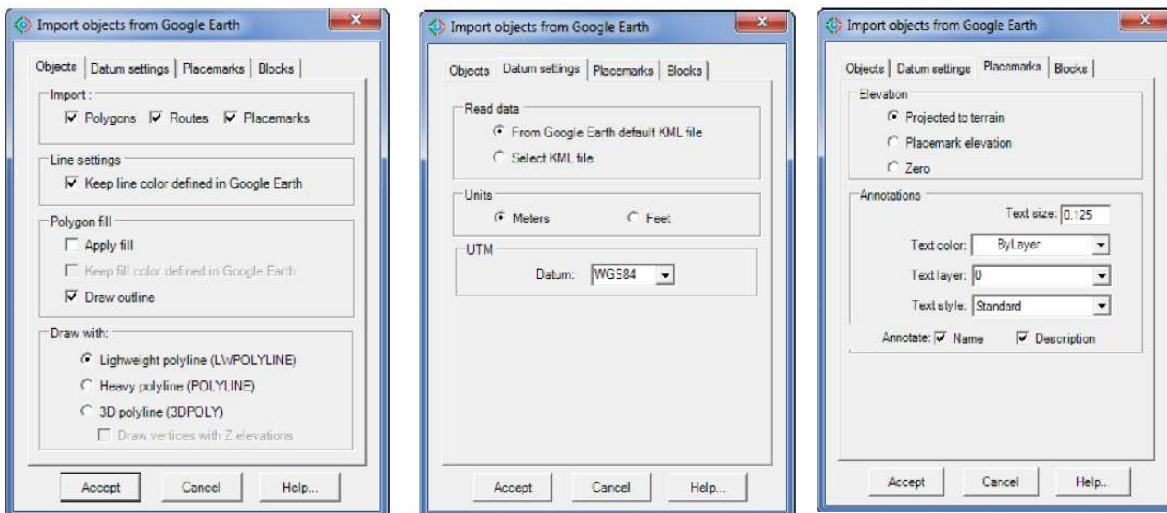 Import objects from Google Earth
Objects Datum settings Placemarks Blocks
Import :
Polygons Routes Placemarks
Line settings
Keep line color defined in Google Earth
Polygon fill
Apply fill
Keep fill color defined in Google Earth
Draw outline
Draw with:
Lighweight polyline (LWPOLYLINE)
Heavy polyline (POLYLINE)
3D polyline (3DPOLY)
Draw vertices with Z elevations
Accept Cancel Help...
Import objects from Google Earth
Objects Datum settings Placemarks Blocks
Read data
From Google Earth default KML file
Select KML file
Units
Meters Feet
UTM
Datum: WGS84
Accept Cancel Help...
Import objects from Google Earth
Objects Datum settings Placemarks Blocks
Elevation
Projected to terrain
Placemark elevation
Zero
Annotations
Text size: 0.125
Text color: ByLayer
Text layer: 0
Text style: Standard
Annotate: Name Description
Accept Cancel Help...